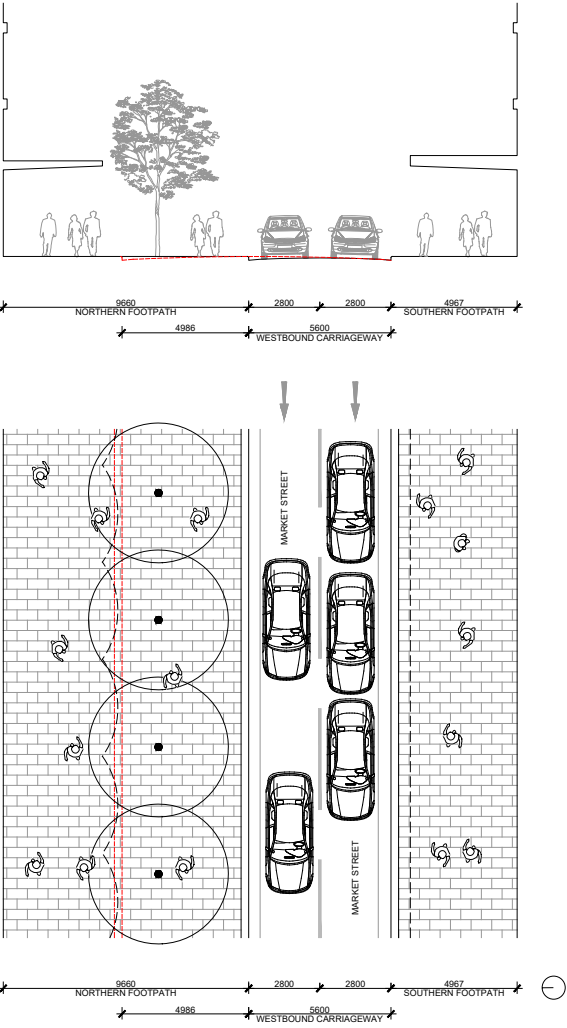 9660
2800
2800
4967
NORTHERN FOOTPATH
SOUTHERN FOOTPATH
4986
5600
WESTBOUND CARRIAGEWAY
MARKET STREET
MARKET STREET
9660
2800
2800
4967
NORTHERN FOOTPATH
SOUTHERN FOOTPATH
4986
5600
WESTBOUND CARRIAGEWAY